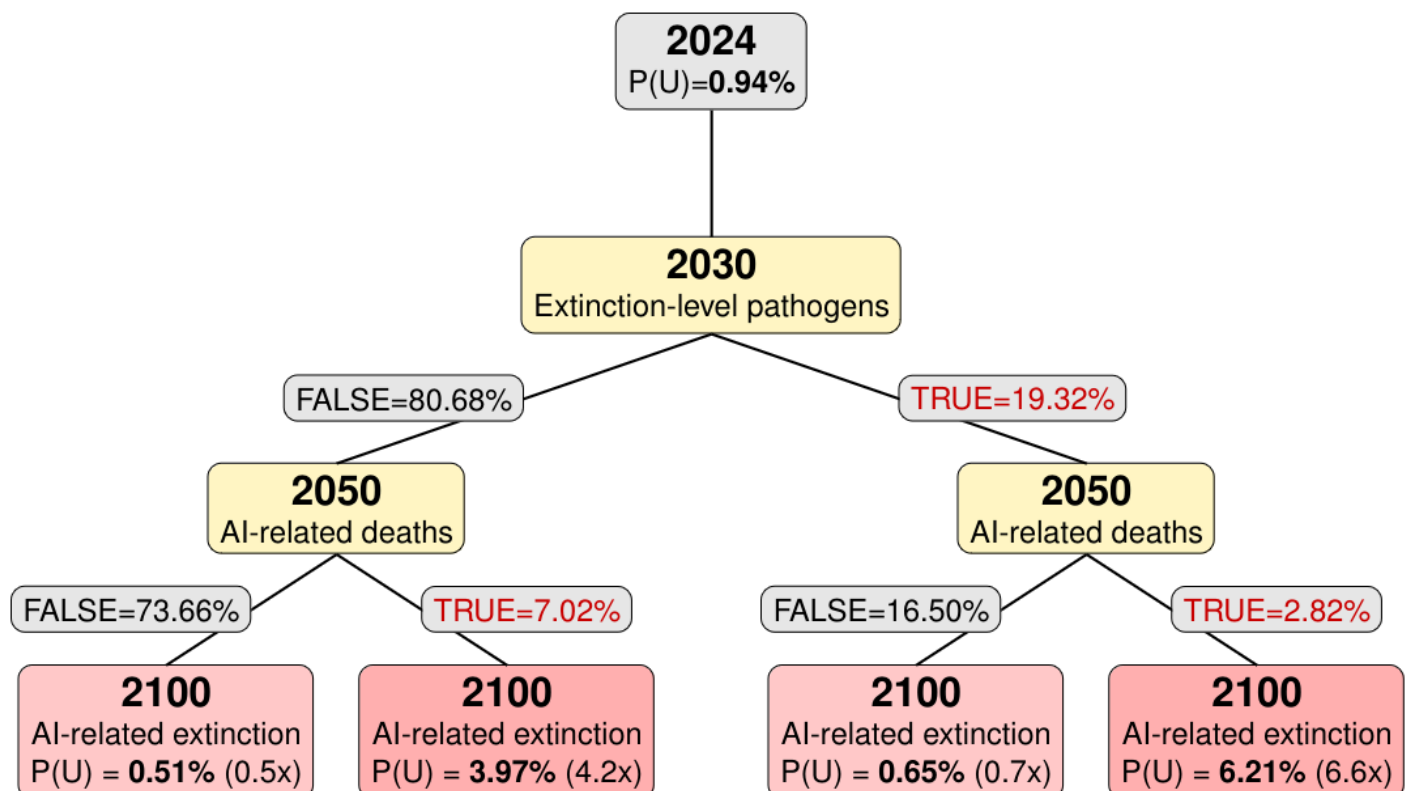 2024
P(U)=0.94%
2030
Extinction-level pathogens
FALSE=80.68%
TRUE=19.32%
2050
AI-related deaths
2050
AI-related deaths
FALSE=73.66%
TRUE=7.02%
FALSE=16.50%
TRUE=2.82%
2100
AI-related extinction
P(U) = 0.51% (0.5x)
2100
AI-related extinction
P(U) = 3.97% (4.2x)
2100
AI-related extinction
P(U) = 0.65% (0.7x)
2100
AI-related extinction
P(U) = 6.21% (6.6x)